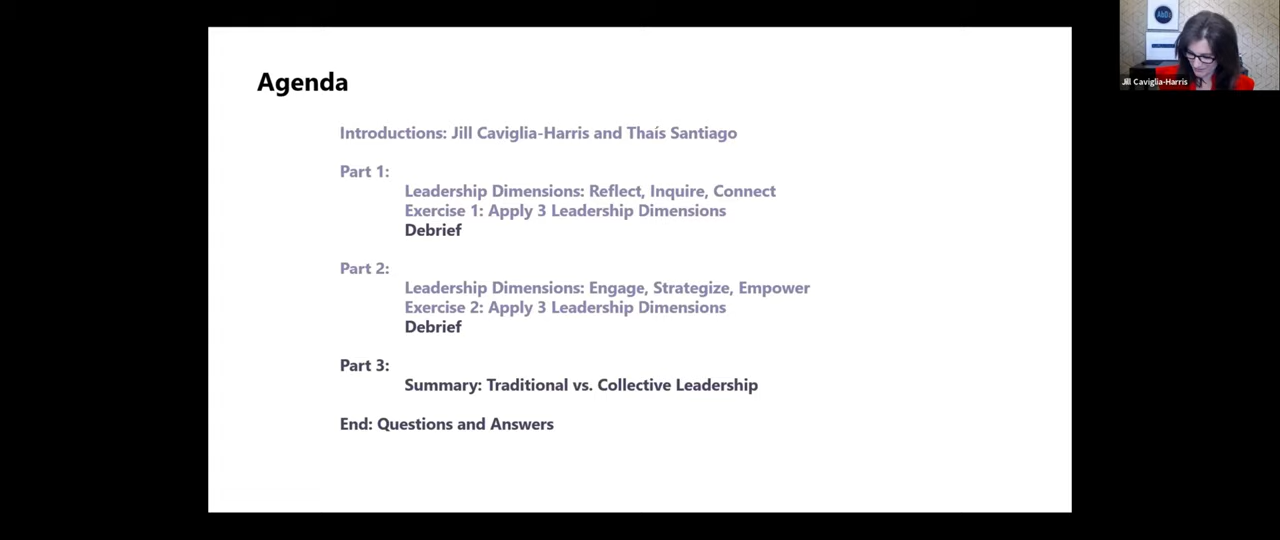 Agenda
Introductions: Jill Caviglia-Harris and Thaís Santiago
Part 1:
Leadership Dimensions: Reflect, Inquire, Connect
Exercise 1: Apply 3 Leadership Dimensions
Debrief
Part 2:
Leadership Dimensions: Engage, Strategize, Empower
Exercise 2: Apply 3 Leadership Dimensions
Debrief
Part 3:
Summary: Traditional vs. Collective Leadership
End: Questions and Answers
Jill Caviglia-Harris